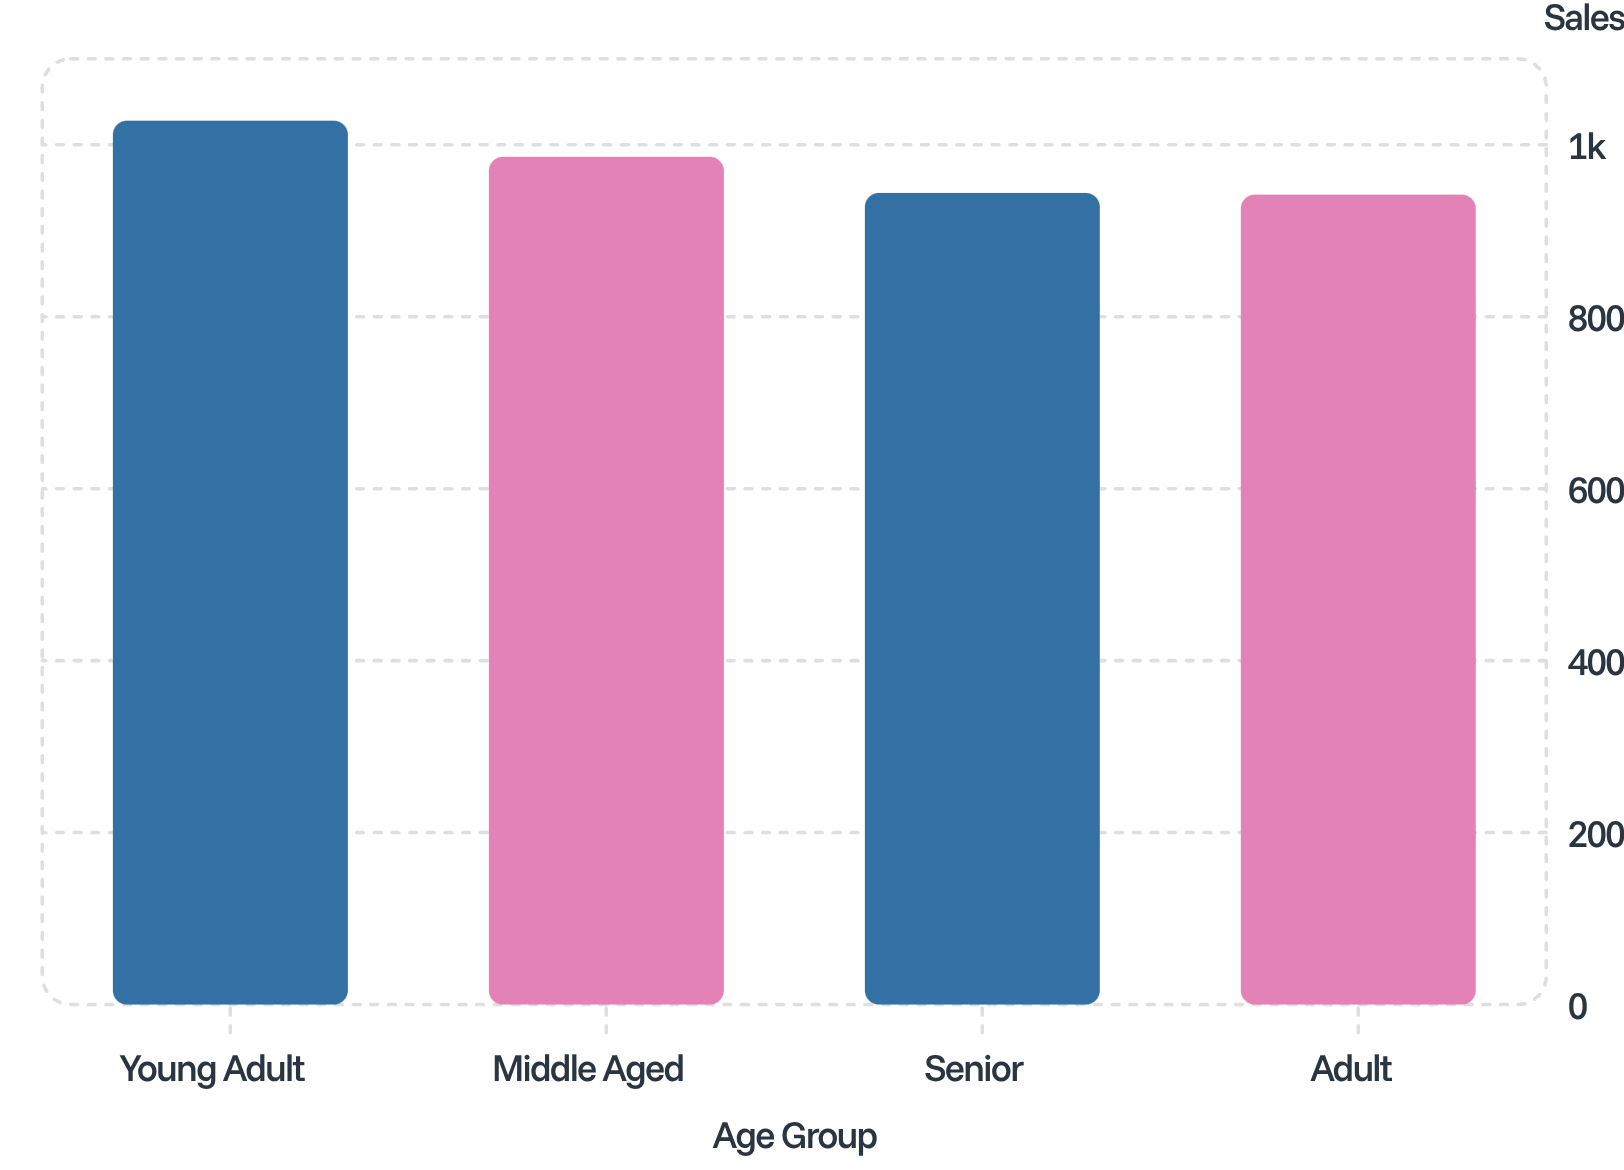 Sales
1k
800
600
400
200
0
Young Adult
Middle Aged
Senior
Adult
Age Group